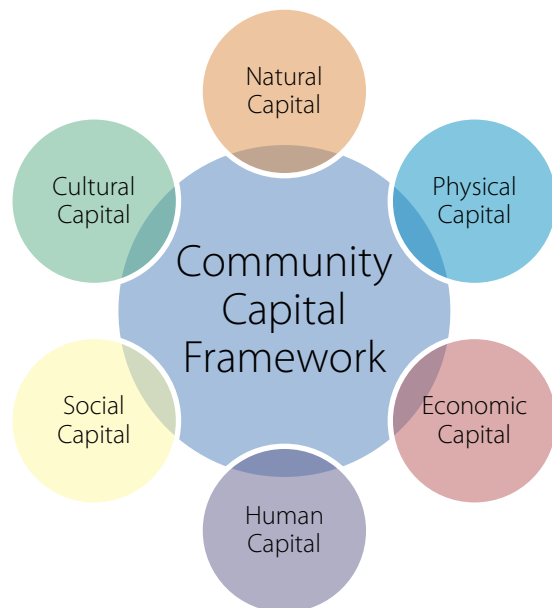 Natural
Capital
Cultural
Capital
Physical
Capital
Community
Capital
Framework
Social
Capital
Economic
Capital
Human
Capital